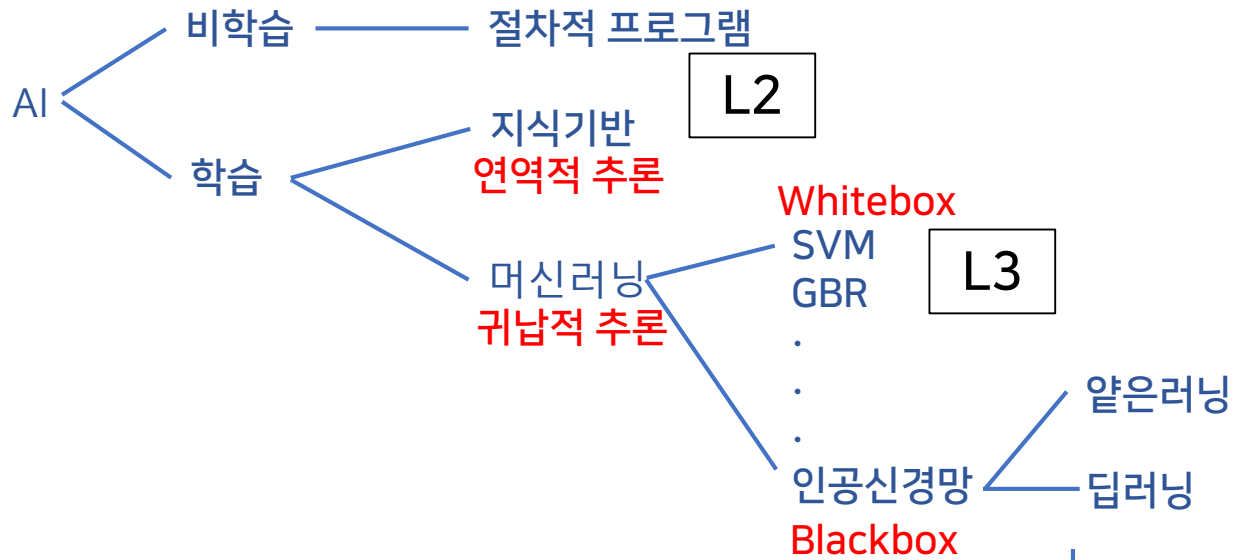 비학습
절차적 프로그램
AI
L2
지식기반
학습
연역적 추론
Whitebox
SVM
L3
머신러닝
GBR
귀납적 추론
.
.
.
얕은러닝
인공신경망
딥러닝
Blackbox